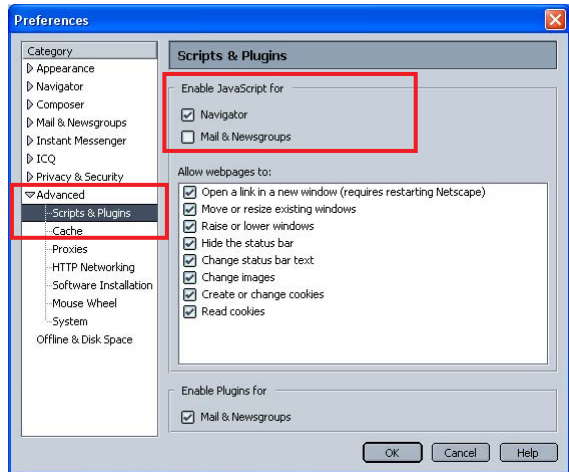 Preferences
Category
Appearance
Navigator
Composer
Mail & Newsgroups
Instant Messenger
ICQ
Privacy & Security
Advanced
Scripts & Plugins
Cache
Proxies
HTTP Networking
Software Installation
Mouse Wheel
System
Offline & Disk Space
Scripts & Plugins
Enable JavaScript for
Navigator
Mail & Newsgroups
Allow webpages to:
Open a link in a new window (requires restarting Netscape)
Move or resize existing windows
Raise or lower windows
Hide the status bar
Change status bar text
Change images
Create or change cookies
Read cookies
Enable Plugins for
Mail & Newsgroups
OK Cancel Help